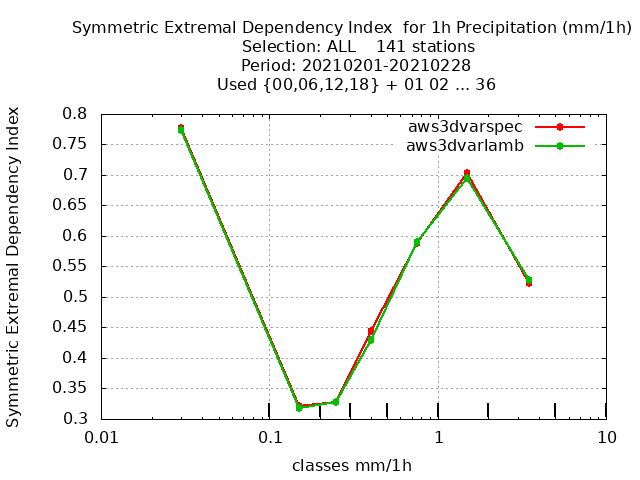 Symmetric Extremal Dependency Index  for 1h Precipitation (mm/1h)
Selection: ALL    141 stations
Period: 20210201-20210228
Used {00,06,12,18} + 01 02 ... 36
Symmetric Extremal Dependency Index
0.8
0.75
0.7
0.65
0.6
0.55
0.5
0.45
0.4
0.35
0.3
aws3dvarspec
aws3dvarlamb
0.01 0.1 1 10
classes mm/1h